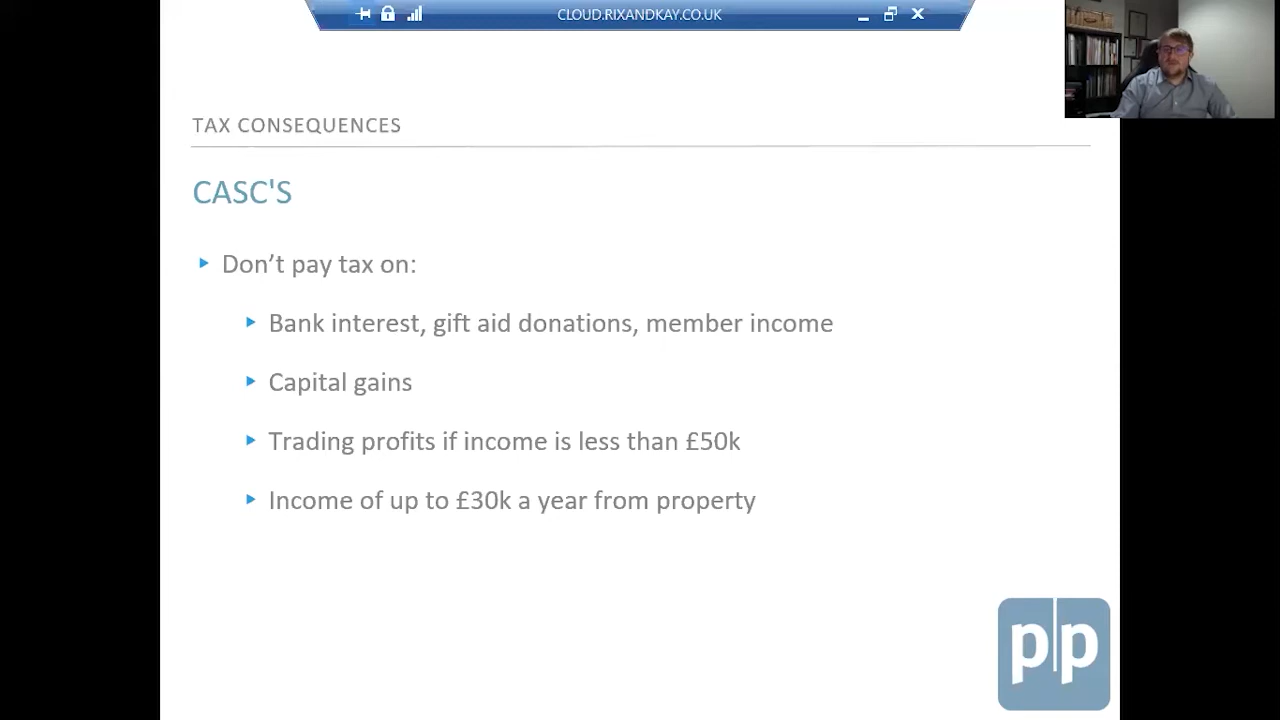 CLOUD.RIXANDKAY.CO.UK
TAX CONSEQUENCES
CASC'S
Don’t pay tax on:
Bank interest, gift aid donations, member income
Capital gains
Trading profits if income is less than £50k
Income of up to £30k a year from property
p|p